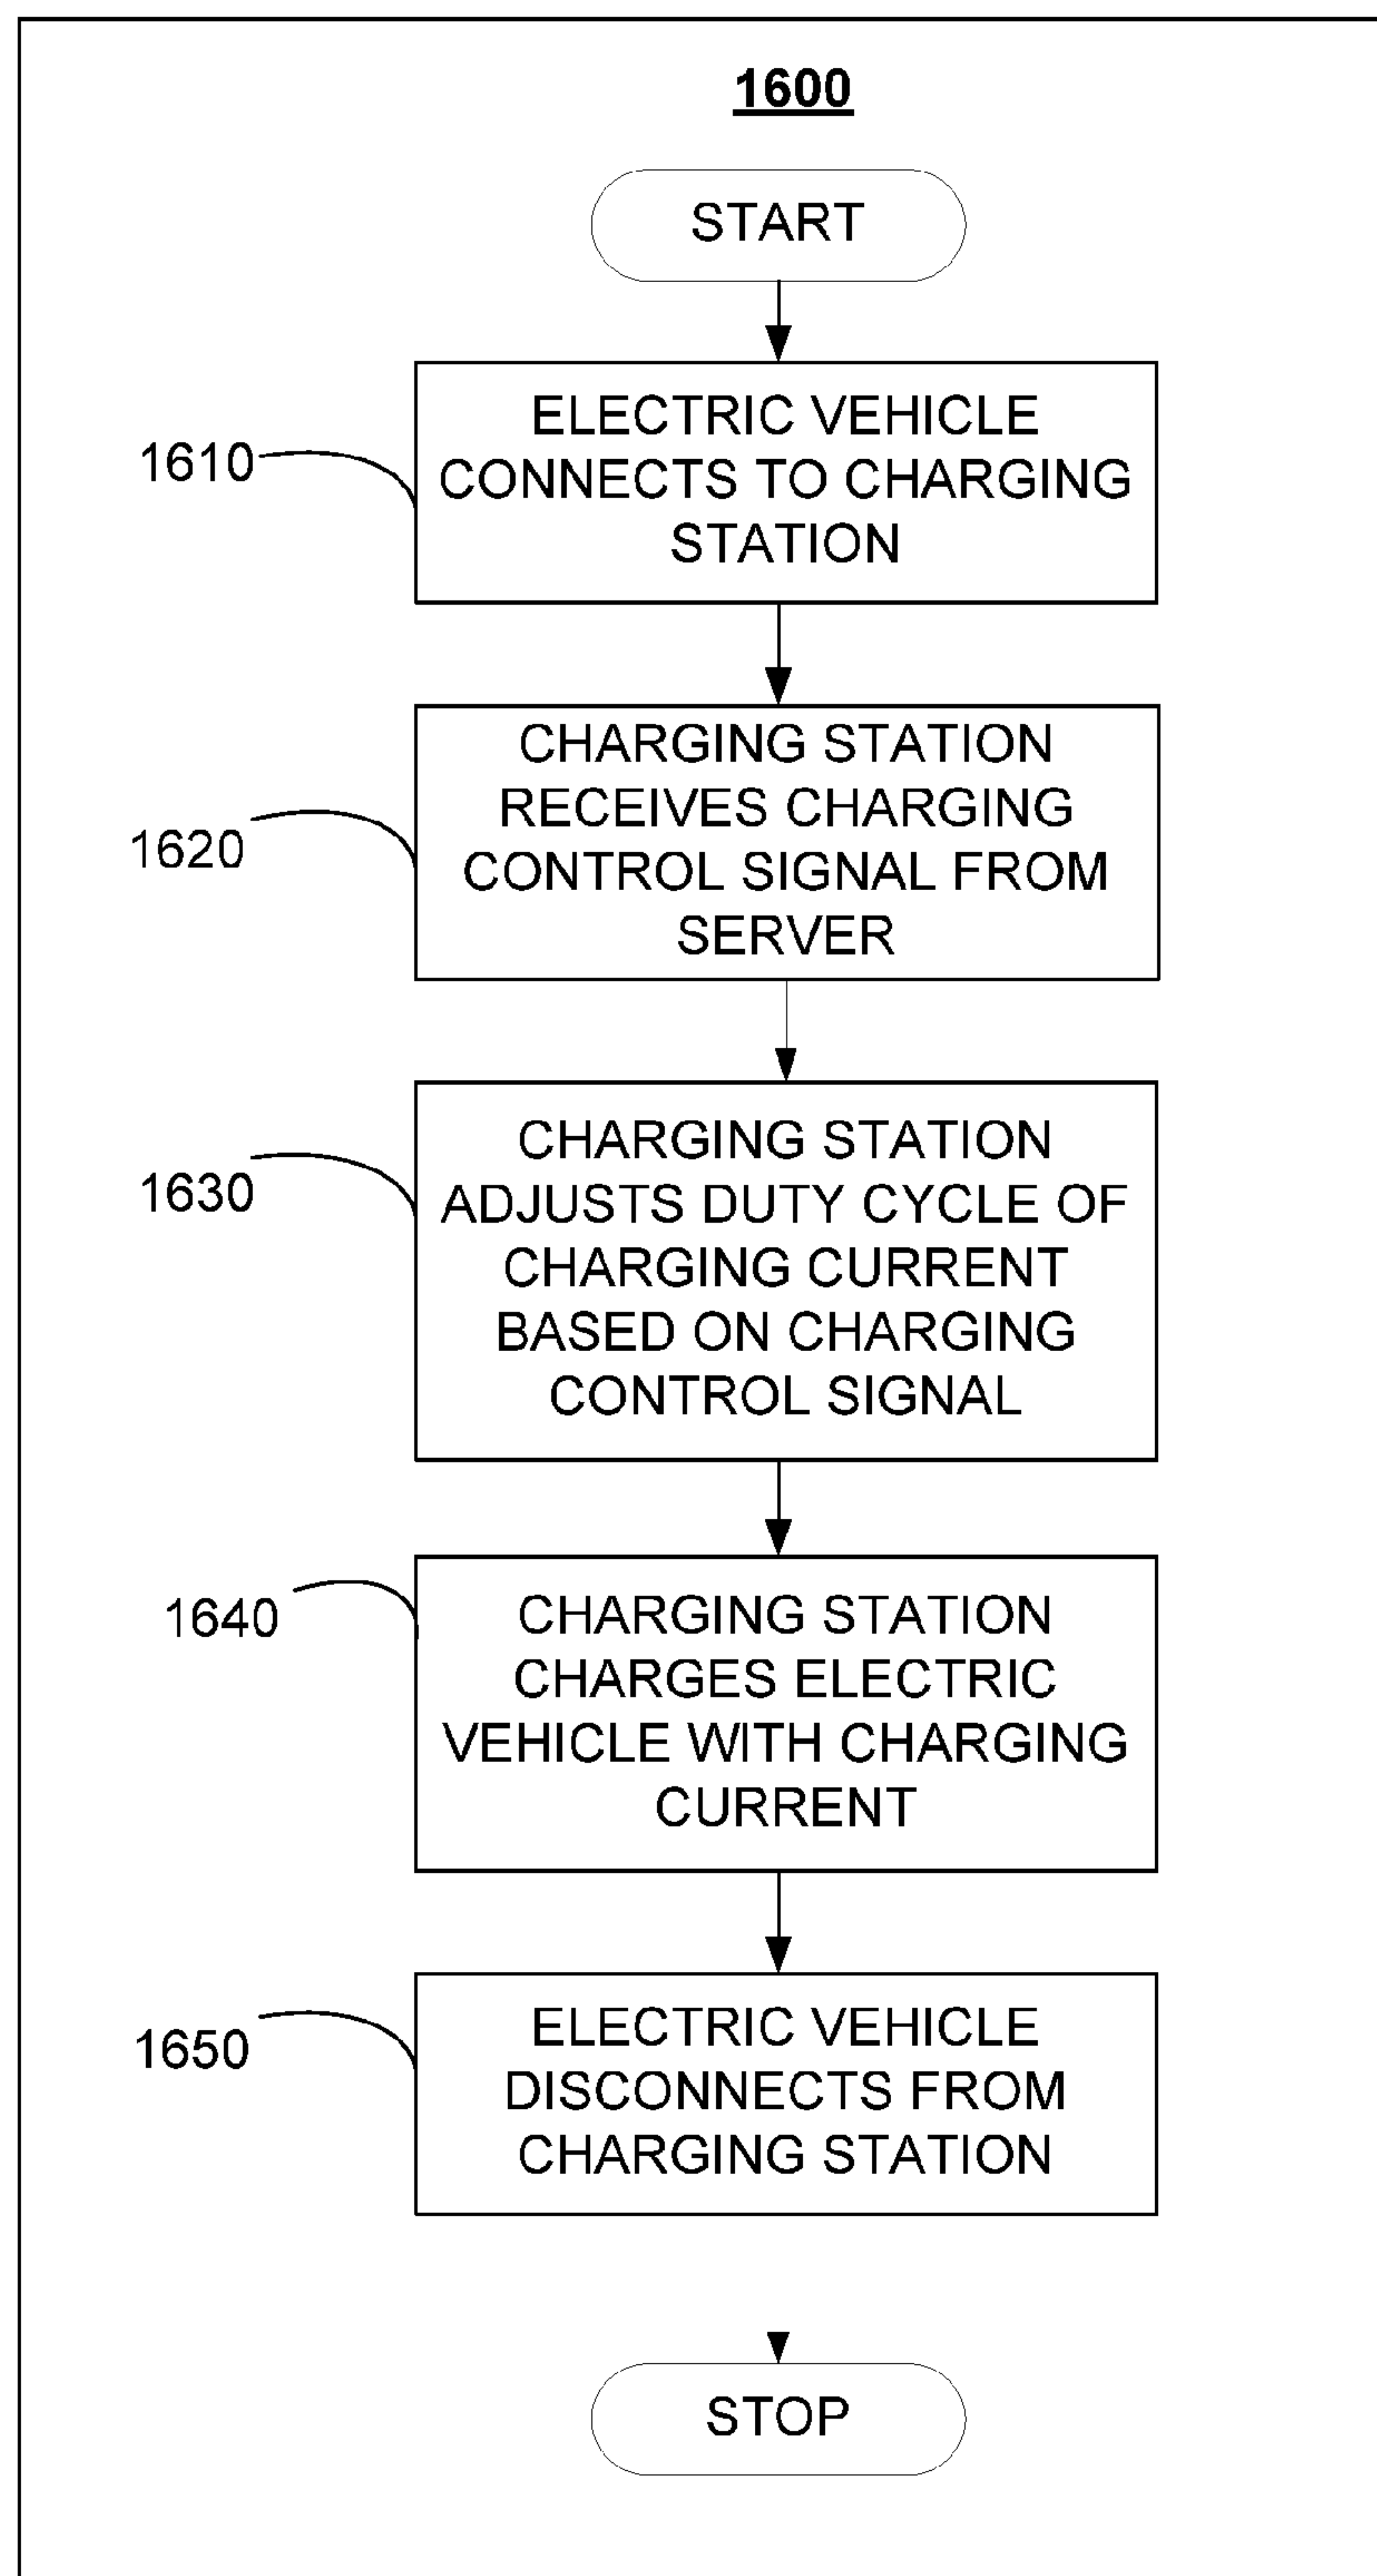 1600
START
1610
ELECTRIC VEHICLE
CONNECTS TO CHARGING
STATION
1620
CHARGING STATION
RECEIVES CHARGING
CONTROL SIGNAL FROM
SERVER
1630
CHARGING STATION
ADJUSTS DUTY CYCLE OF
CHARGING CURRENT
BASED ON CHARGING
CONTROL SIGNAL
1640
CHARGING STATION
CHARGES ELECTRIC
VEHICLE WITH CHARGING
CURRENT
1650
ELECTRIC VEHICLE
DISCONNECTS FROM
CHARGING STATION
STOP